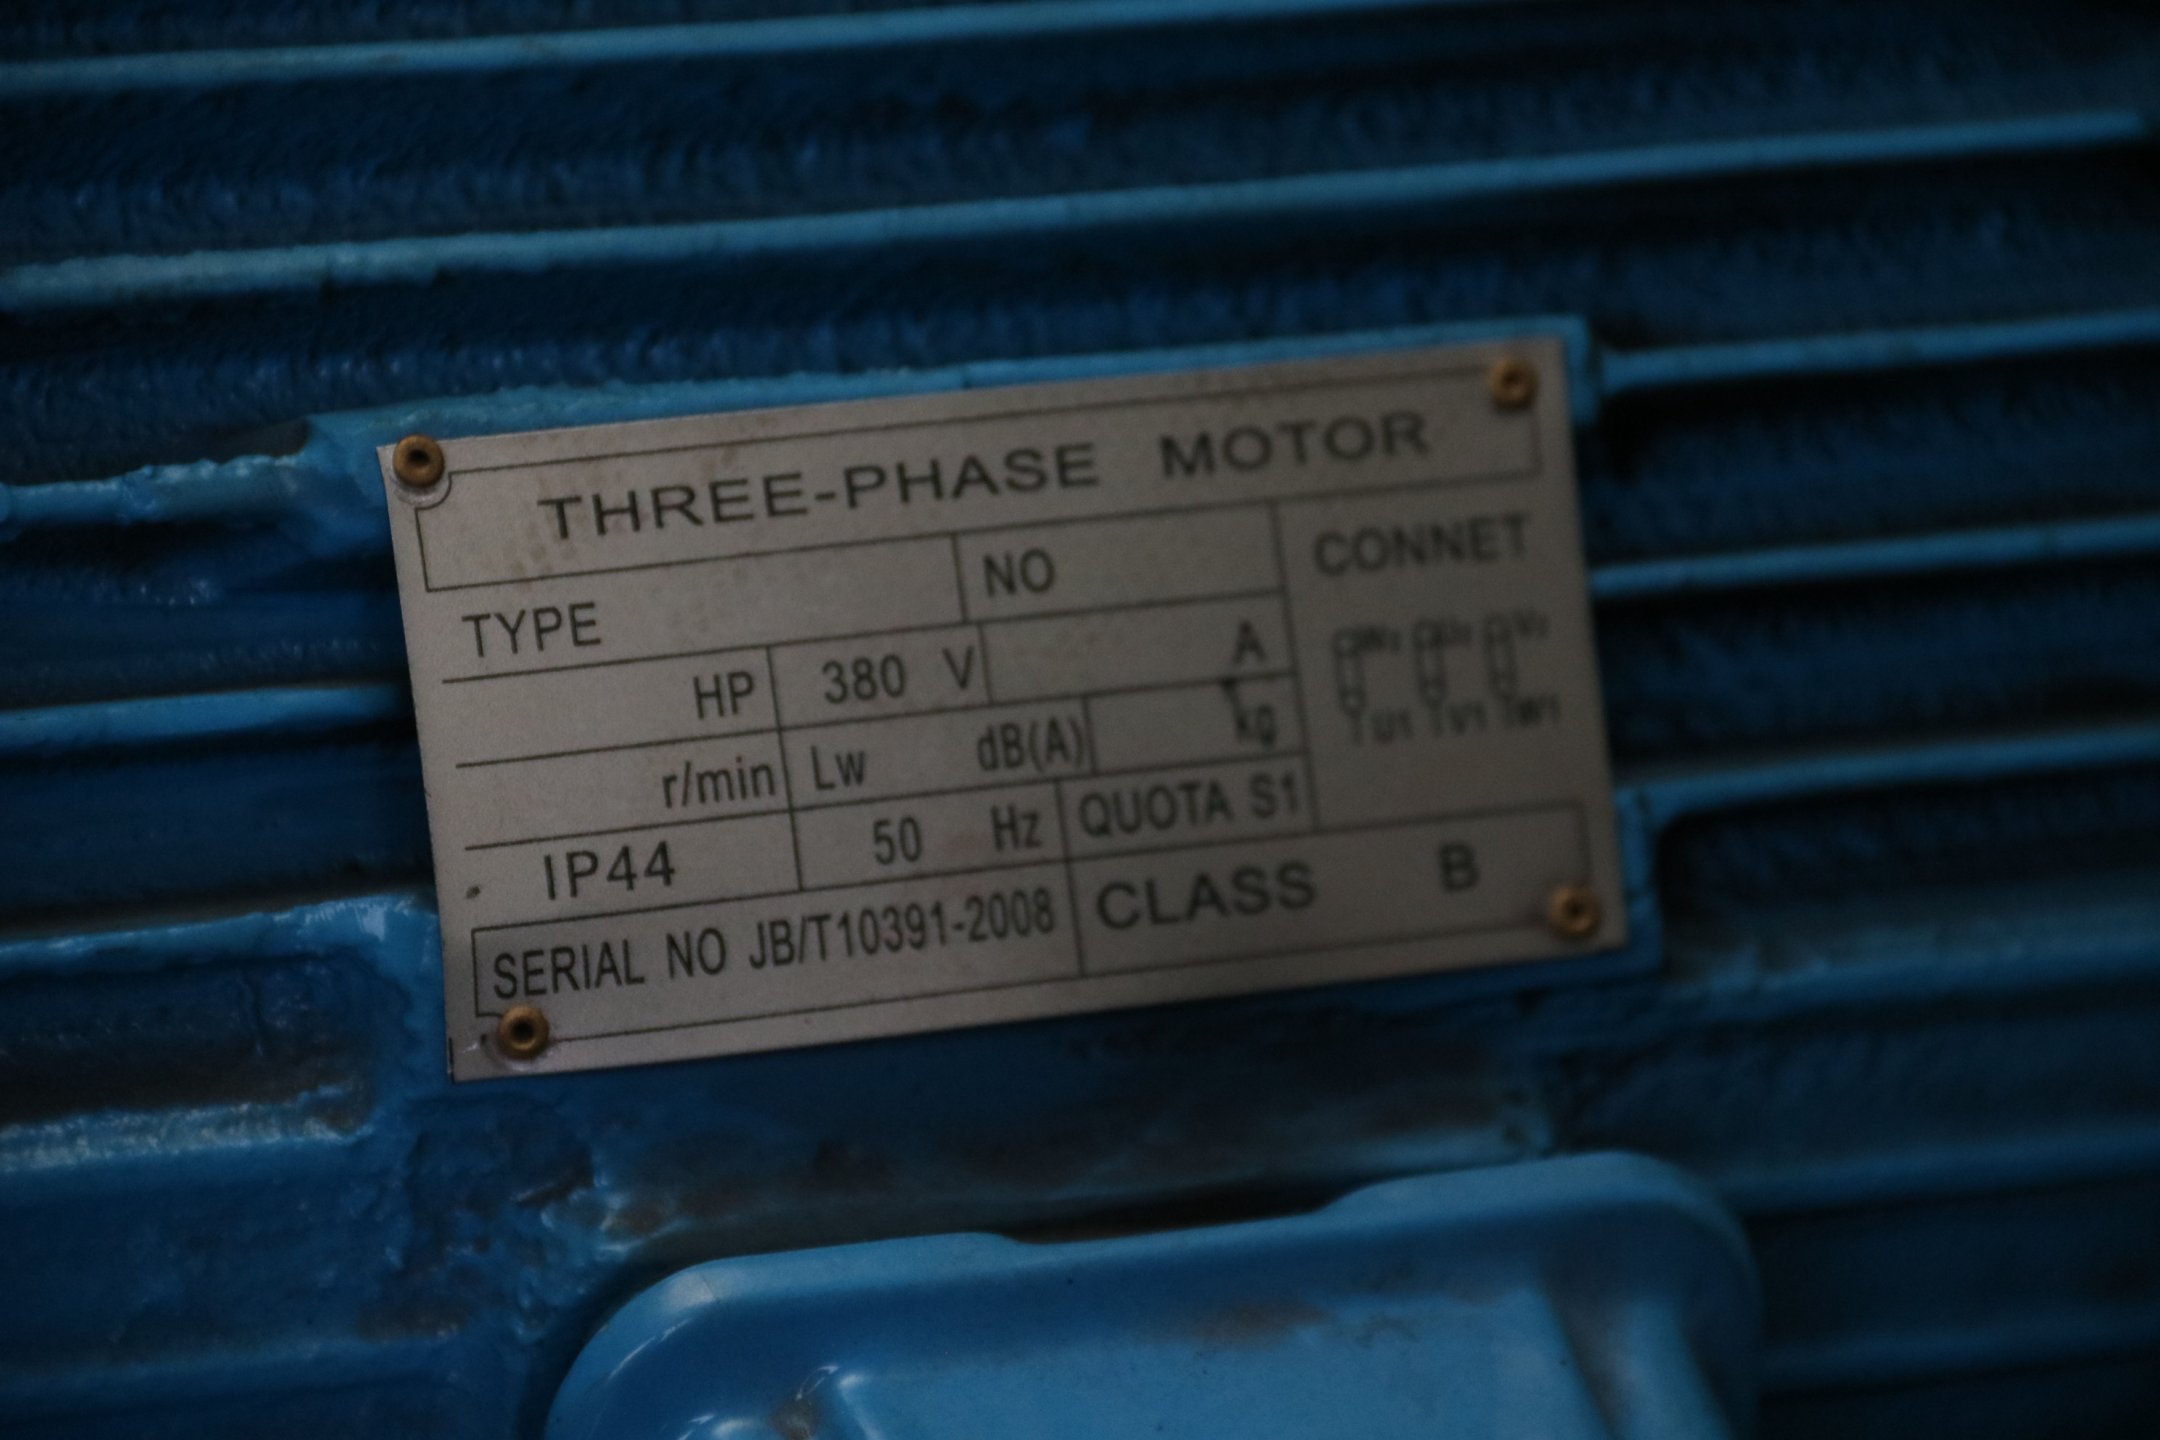 THREE-PHASE MOTOR
TYPE NO CONNET
HP 380 V A
r/min Lw dB(A) kg
IP44 50 Hz QUOTA S1
SERIAL NO JB/T10391-2008 CLASS B